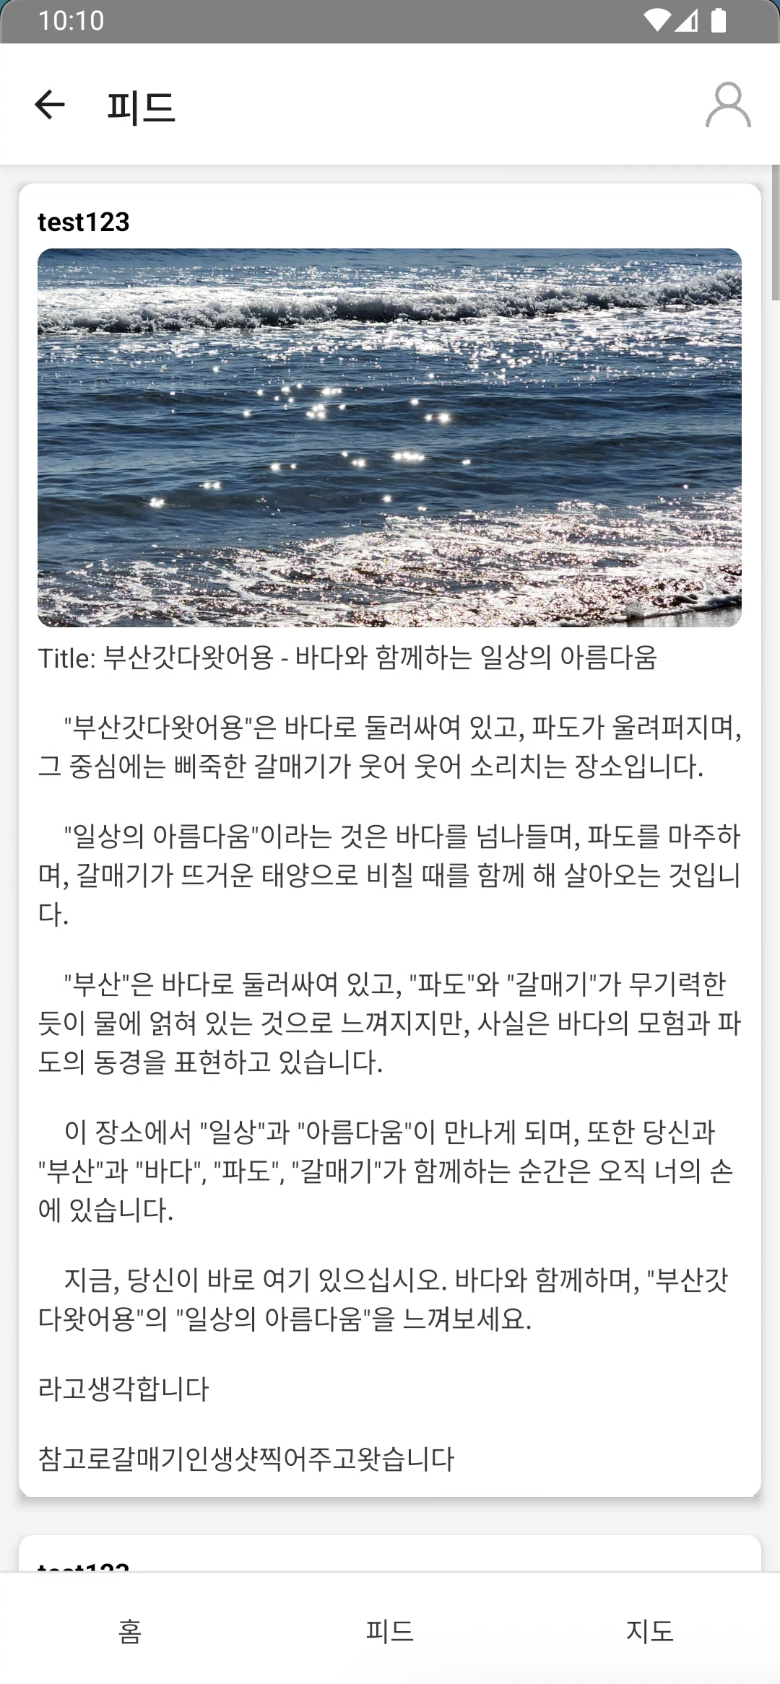 10:10
피드
test123
Title: 부산갓다왓어용 - 바다와 함께하는 일상의 아름다움
"부산갓다왓어용"은 바다로 둘러싸여 있고, 파도가 울려퍼지며,
그 중심에는 삐죽한 갈매기가 웃어 웃어 소리치는 장소입니다.
"일상의 아름다움"이라는 것은 바다를 넘나들며, 파도를 마주하
며, 갈매기가 뜨거운 태양으로 비칠 때를 함께 해 살아오는 것입니
다.
"부산"은 바다로 둘러싸여 있고, "파도"와 "갈매기"가 무기력한
듯이 물에 얽혀 있는 것으로 느껴지지만, 사실은 바다의 모험과 파
도의 동경을 표현하고 있습니다.
이 장소에서 "일상"과 "아름다움"이 만나게 되며, 또한 당신과
"부산"과 "바다", "파도", "갈매기"가 함께하는 순간은 오직 너의 손
에 있습니다.
지금, 당신이 바로 여기 있으십시오. 바다와 함께하며, "부산갓
다왓어용"의 "일상의 아름다움"을 느껴보세요.
라고생각합니다
참고로갈매기인생샷찍어주고왓습니다
test123
홈
피드
지도